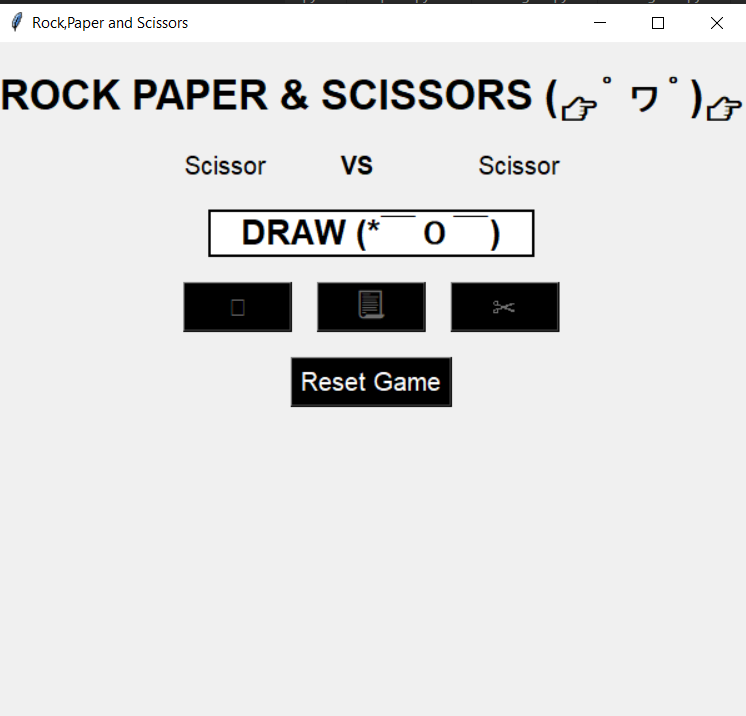 Rock,Paper and Scissors
ROCK PAPER & SCISSORS (👉ﾟヮﾟ)👉
Scissor VS Scissor
DRAW (*￣０￣)
📜 ✂
Reset Game